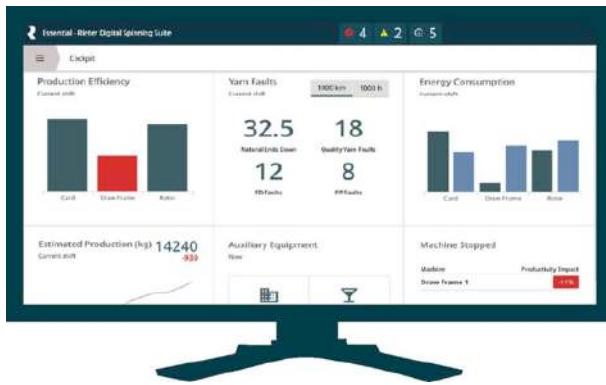 Essential - Rieter Digital Spinning Suite
4 2 5
Cockpit
Production Efficiency
Current shift
Card Draw Frame Rotor
Yarn Faults
Current shift
1000 km 1000 h
32.5 18
Natural Ends Down Quality Yarn Faults
12 8
Faults Faults
Energy Consumption
Current shift
Card Draw Frame Rotor
Estimated Production (kg) 14240
Current shift
Auxiliary Equipment
Now
Machine Stopped
Machine Productivity Impact
Draw Frame 1